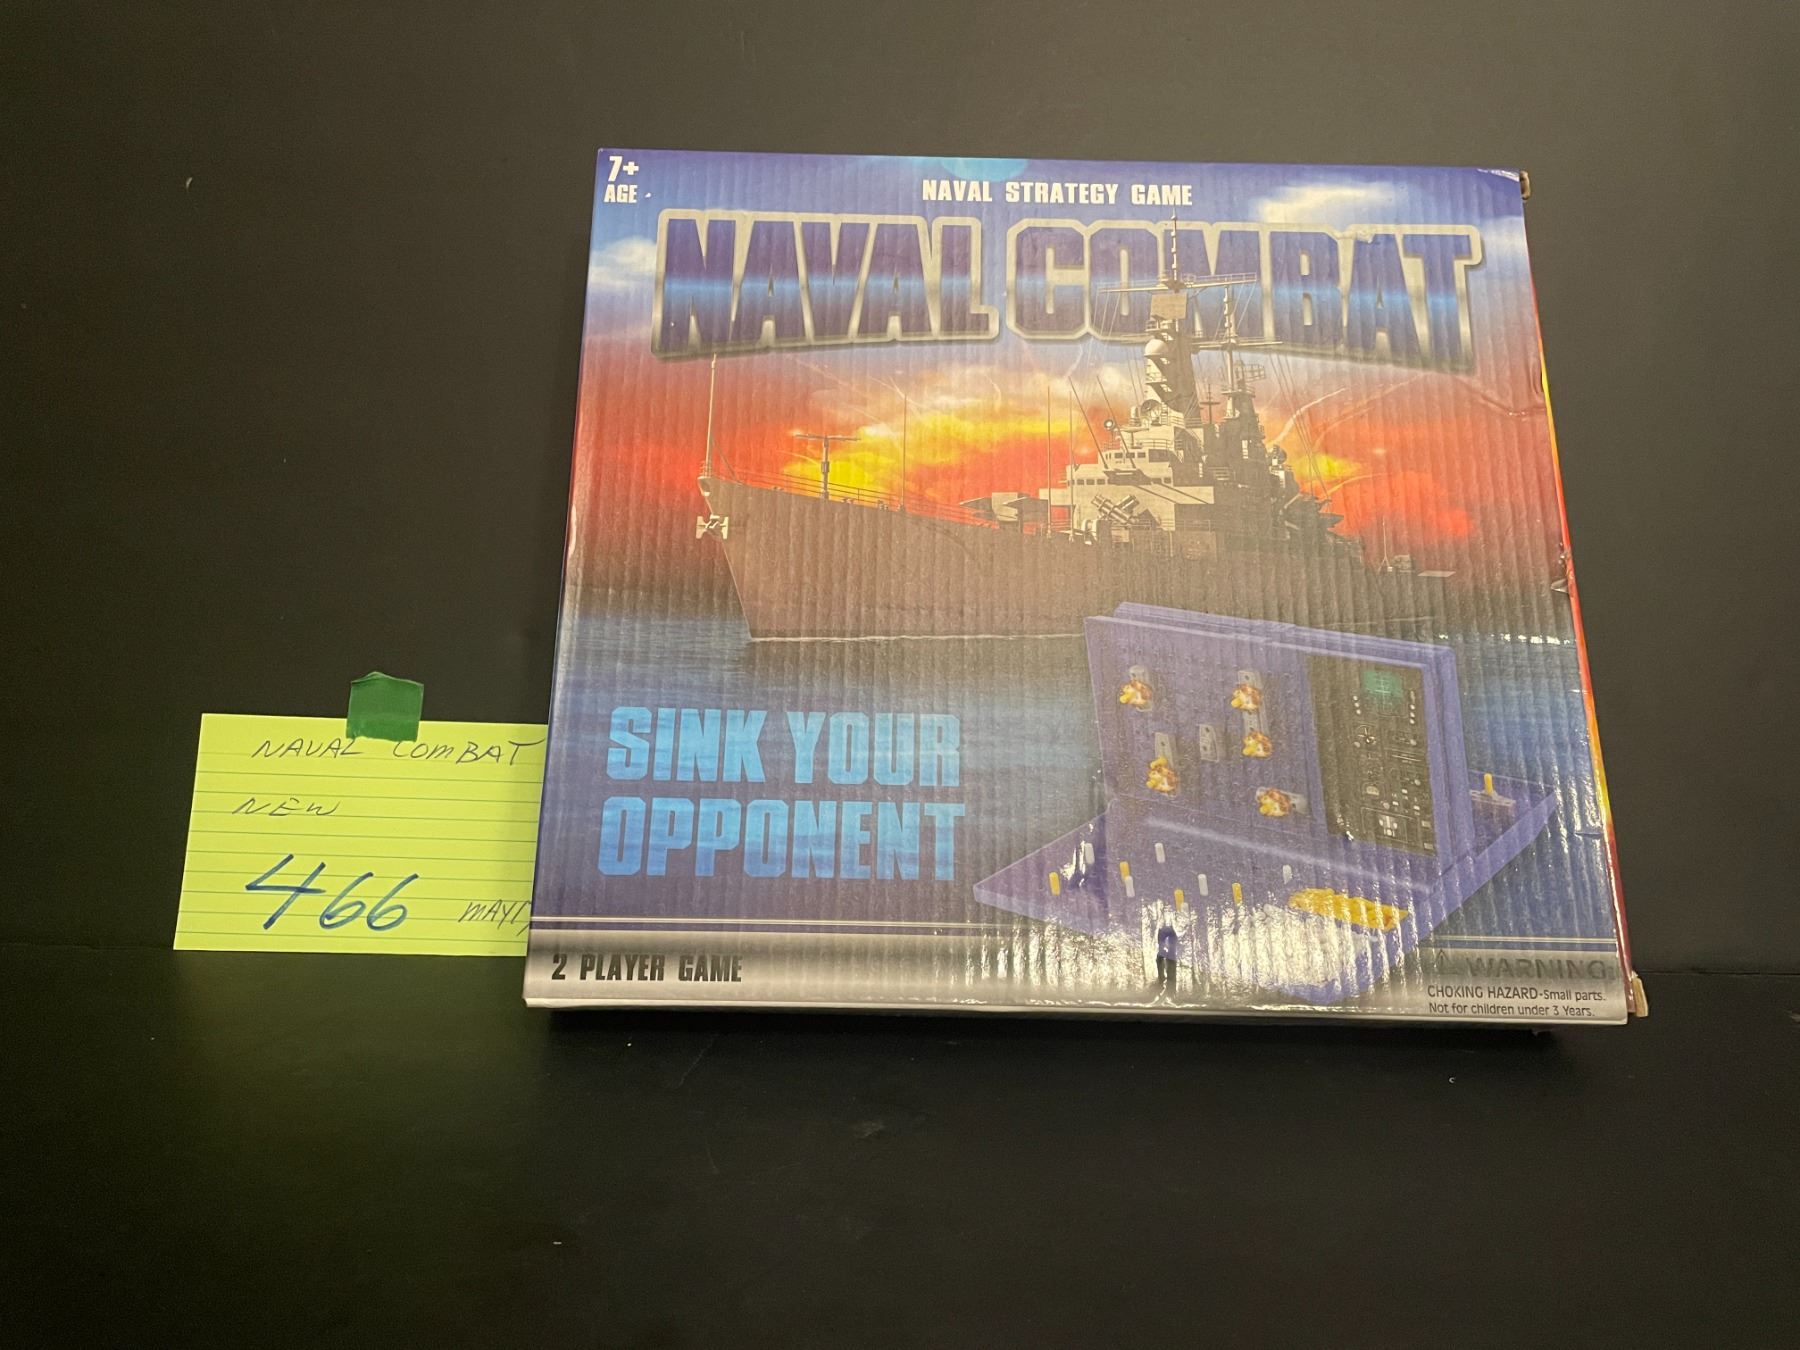 7+
AGE
NAVAL STRATEGY GAME
NAVAL COMBAT
SINK YOUR
OPPONENT
2 PLAYER GAME
WARNING:
CHOKING HAZARD-Small parts.
Not for children under 3 Years.
NAVAL COMBAT
NEW
466